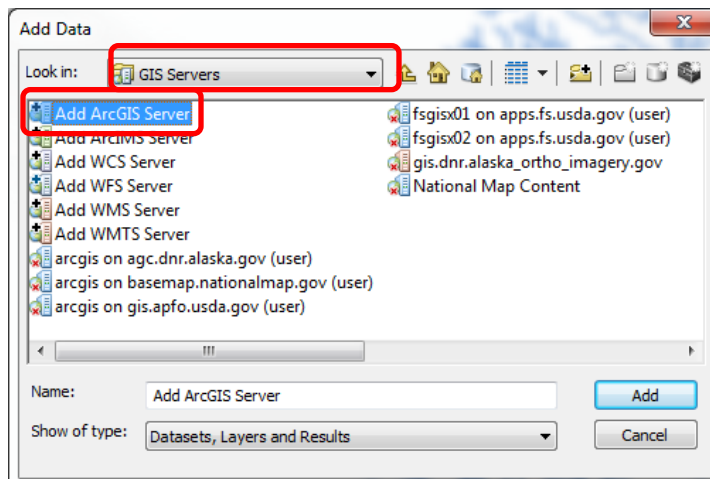 Add Data
Look in: GIS Servers
Add ArcGIS Server
Add ArcIMS Server
Add WCS Server
Add WFS Server
Add WMS Server
Add WMTS Server
arcgis on agc.dnr.alaska.gov (user)
arcgis on basemap.nationalmap.gov (user)
arcgis on gis.apfo.usda.gov (user)
fsgisx01 on apps.fs.usda.gov (user)
fsgisx02 on apps.fs.usda.gov (user)
gis.dnr.alaska_ortho_imagery.gov
National Map Content
Name: Add ArcGIS Server
Add
Show of type: Datasets, Layers and Results
Cancel